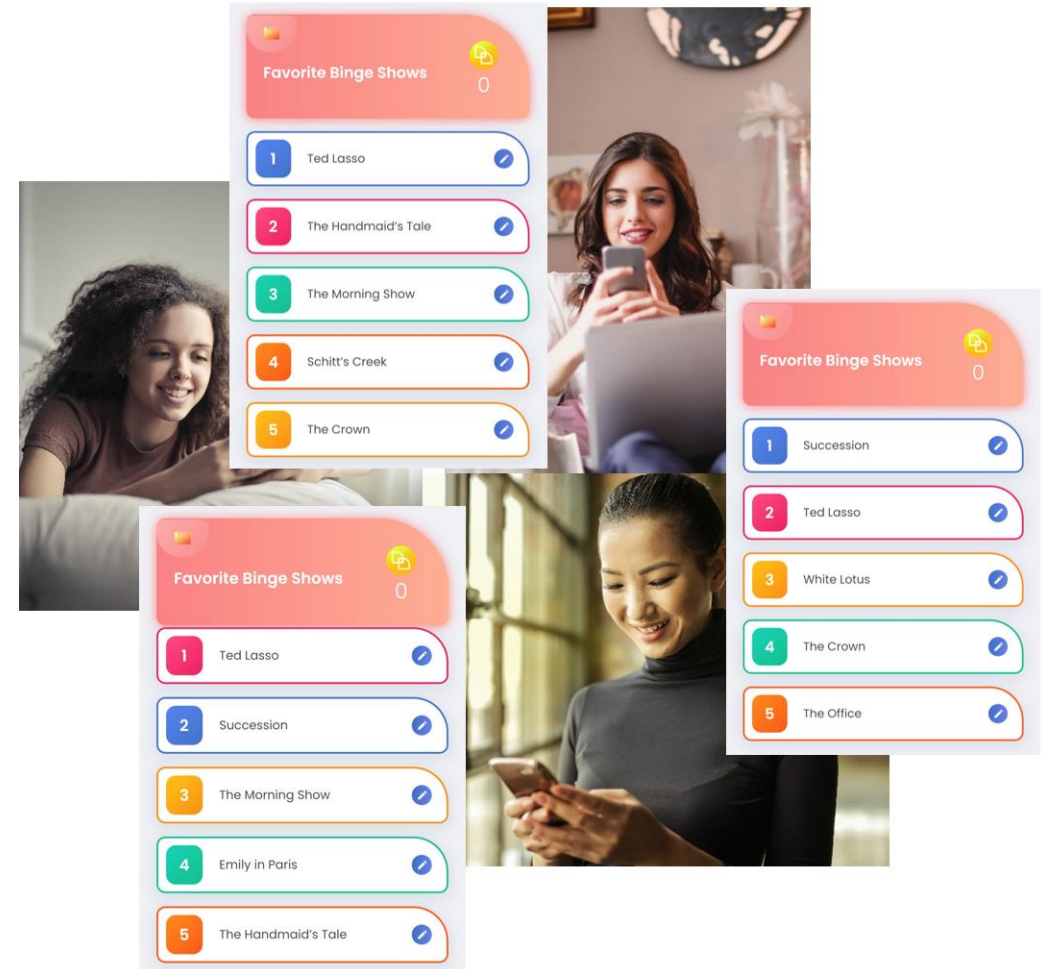 Favorite Binge Shows
0
1 Ted Lasso
2 The Handmaid's Tale
3 The Morning Show
4 Schitt's Creek
5 The Crown
Favorite Binge Shows
0
1 Succession
2 Ted Lasso
3 White Lotus
4 The Crown
5 The Office
Favorite Binge Shows
0
1 Ted Lasso
2 Succession
3 The Morning Show
4 Emily in Paris
5 The Handmaid's Tale